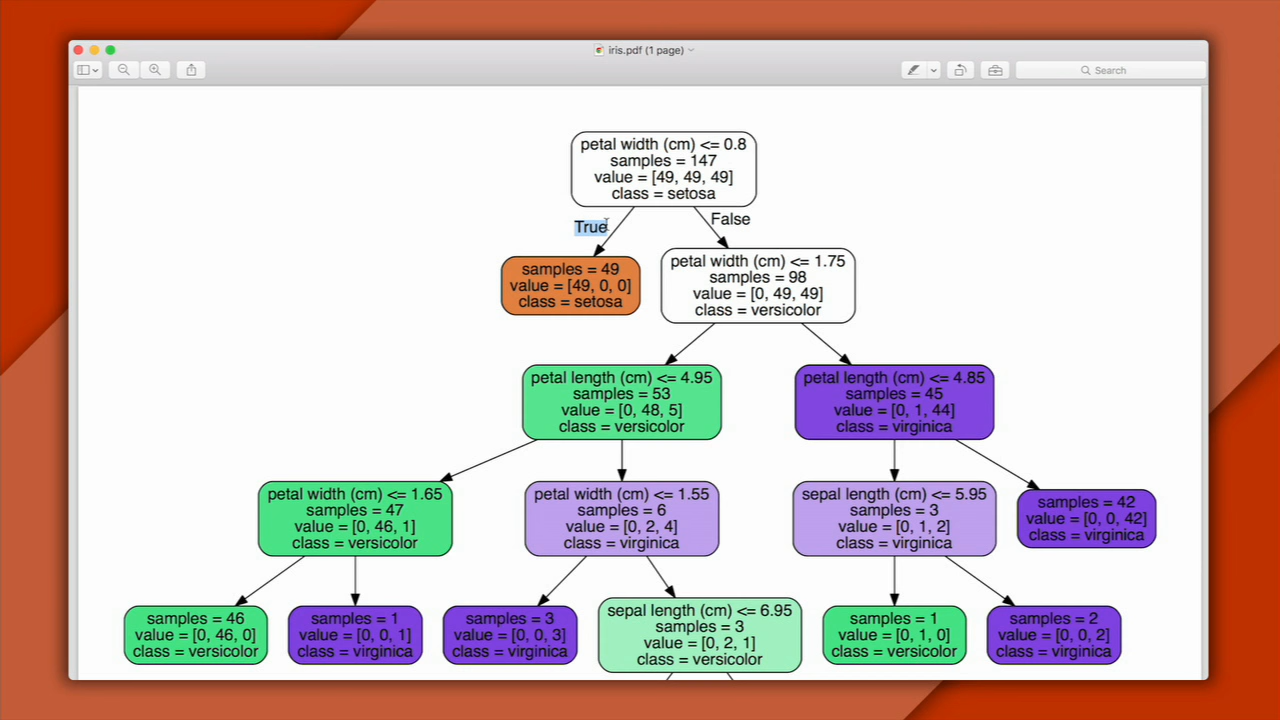 iris.pdf (1 page)
Search
petal width (cm) <= 0.8
samples = 147
value = [49, 49, 49]
class = setosa
True
False
samples = 49
value = [49, 0, 0]
class = setosa
petal width (cm) <= 1.75
samples = 98
value = [0, 49, 49]
class = versicolor
petal length (cm) <= 4.95
samples = 53
value = [0, 48, 5]
class = versicolor
petal length (cm) <= 4.85
samples = 45
value = [0, 1, 44]
class = virginica
petal width (cm) <= 1.65
samples = 47
value = [0, 46, 1]
class = versicolor
petal width (cm) <= 1.55
samples = 6
value = [0, 2, 4]
class = virginica
sepal length (cm) <= 5.95
samples = 3
value = [0, 1, 2]
class = virginica
samples = 42
value = [0, 0, 42]
class = virginica
samples = 46
value = [0, 46, 0]
class = versicolor
samples = 1
value = [0, 0, 1]
class = virginica
samples = 3
value = [0, 0, 3]
class = virginica
sepal length (cm) <= 6.95
samples = 3
value = [0, 2, 1]
class = versicolor
samples = 1
value = [0, 1, 0]
class = versicolor
samples = 2
value = [0, 0, 2]
class = virginica